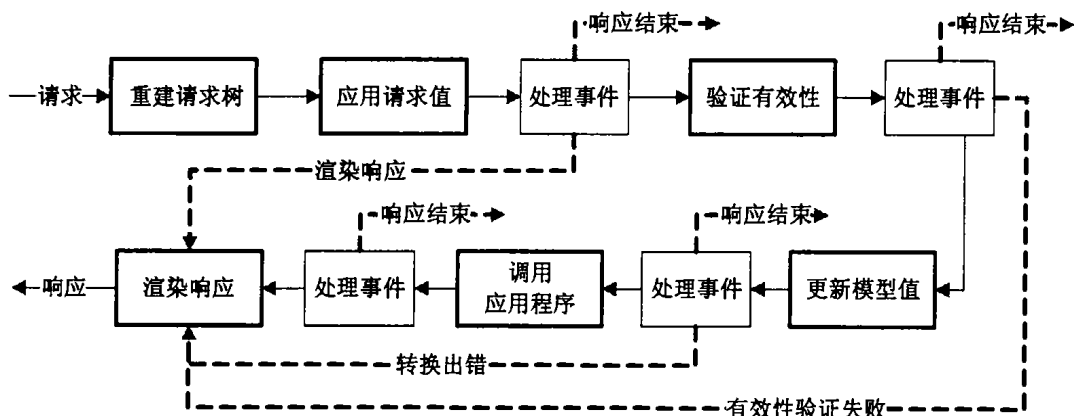 响应结束
响应结束
请求
重建请求树
应用请求值
处理事件
验证有效性
处理事件
渲染响应
响应结束
响应结束
响应
渲染响应
处理事件
调用
应用程序
处理事件
更新模型值
转换出错
有效性验证失败